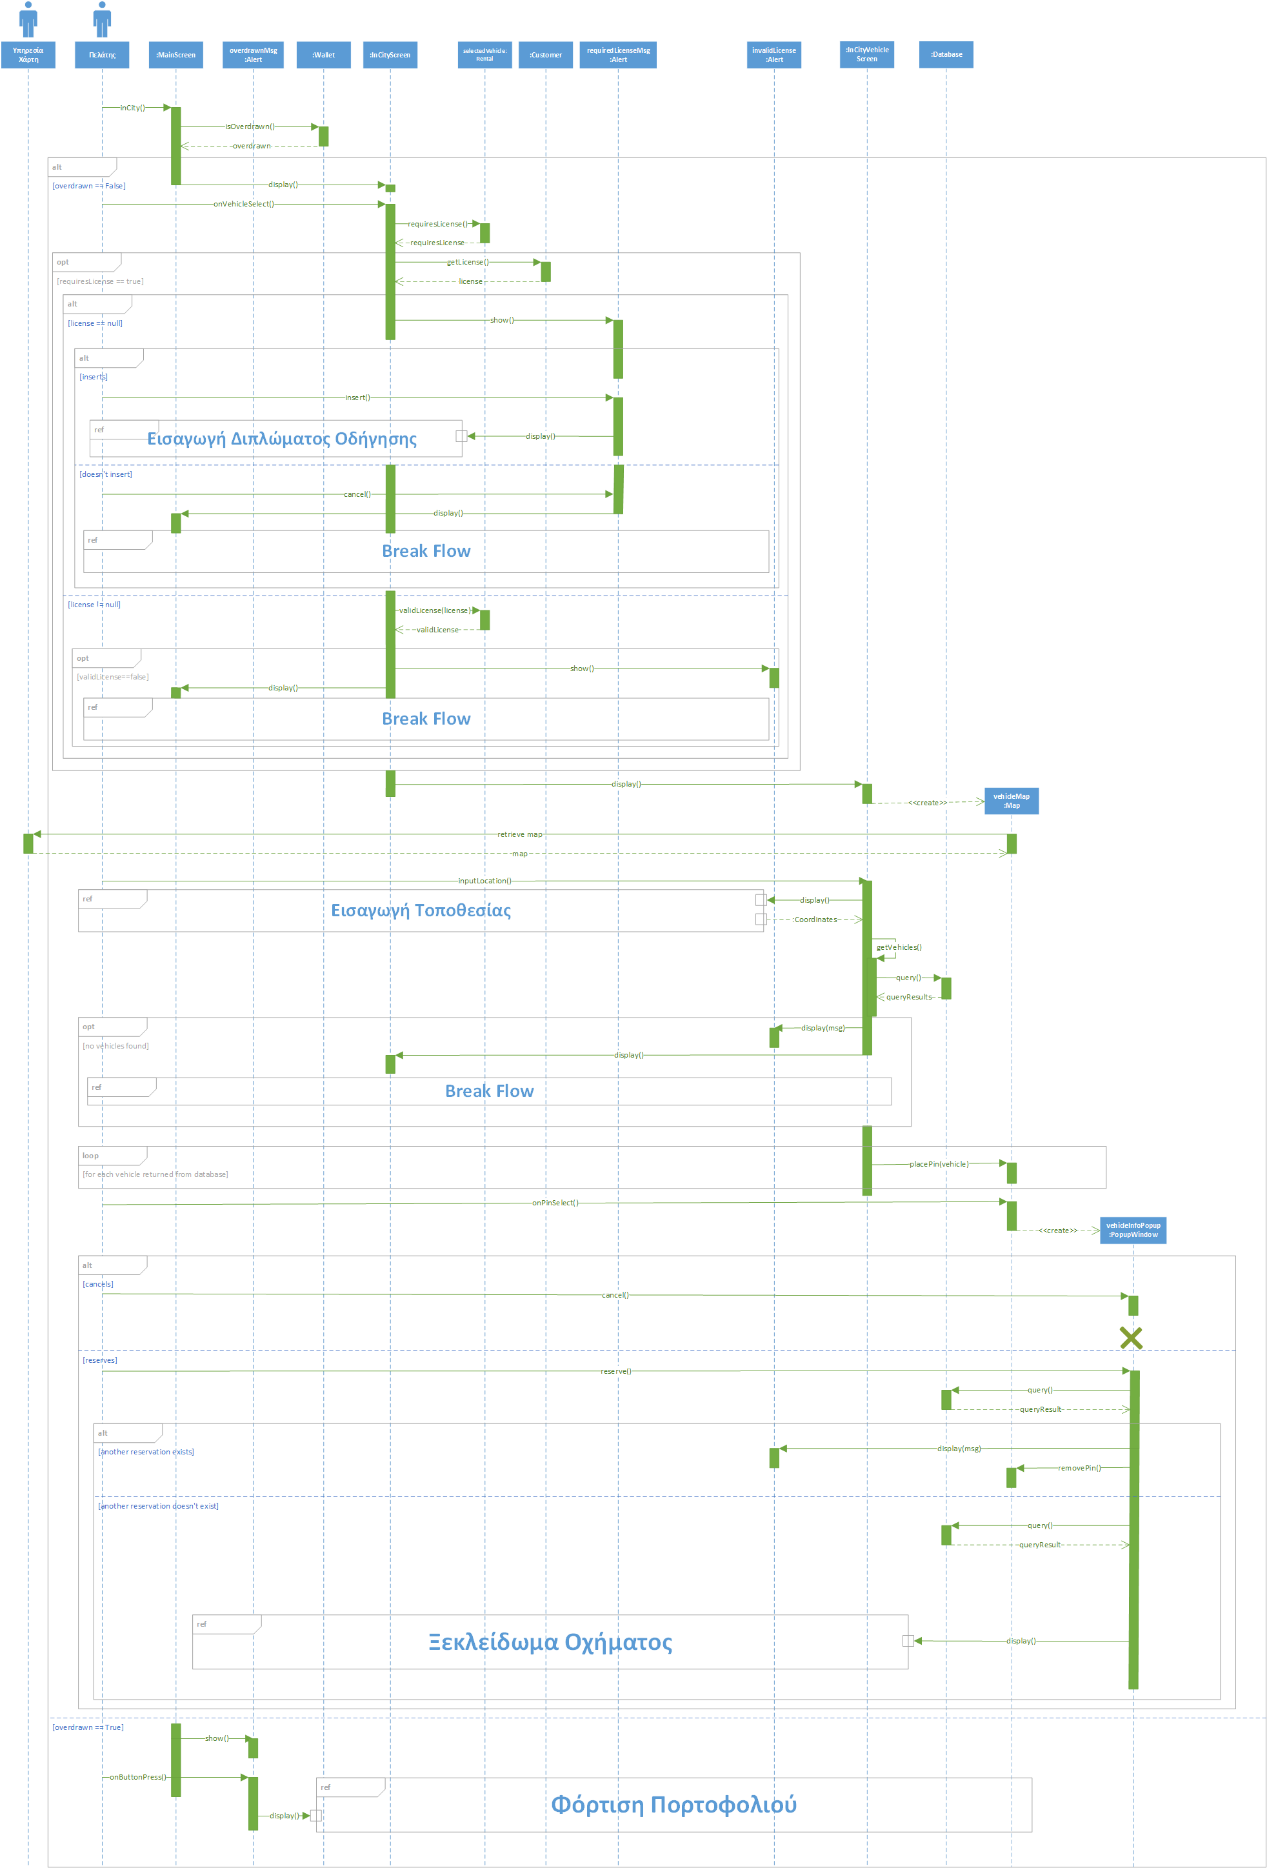 Υπηρεσία
Χάρτη
Πελάτης
:MainScreen
overdrawnMsg
:Alert
:Wallet
:InCityScreen
selectedVehicle:
Rental
:Customer
requiredLicenseMsg
:Alert
invalidLicense
:Alert
:InCityVehicle
Screen
:Database
inCity()
isOverdrawn()
overdrawn
alt
[overdrawn == False]
display()
onVehicleSelect()
requiresLicense()
requiresLicense
opt
getLicense()
[requiresLicense == true]
license
alt
[license == null]
show()
alt
[inserts]
insert()
ref
Εισαγωγή Διπλώματος Οδήγησης
display()
[doesn't insert]
cancel()
display()
ref
Break Flow
[license != null]
validLicense(license)
validLicense
opt
show()
[validLicense==false]
display()
ref
Break Flow
display()
vehicleMap
:Map
<<create>>
retrieve map
map
inputLocation()
ref
display()
Εισαγωγή Τοποθεσίας
:Coordinates
getVehicles()
query()
queryResults
opt
display(msg)
[no vehicles found]
display()
ref
Break Flow
loop
placePin(vehicle)
[for each vehicle returned from database]
onPinSelect()
vehicleInfoPopup
:PopupWindow
<<create>>
alt
[cancels]
cancel()
[reserves]
reserve()
query()
queryResult
alt
[another reservation exists]
display(msg)
removePin()
[another reservation doesn't exist]
query()
queryResult
ref
Ξεκλείδωμα Οχήματος
display()
[overdrawn == True]
show()
onButtonPress()
ref
Φόρτιση Πορτοφολιού
display()